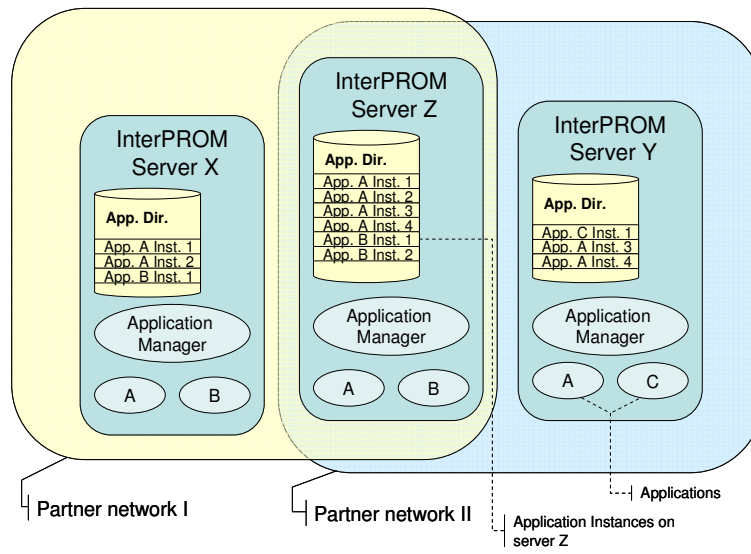 InterPROM
Server X
App. Dir.
App. A Inst. 1
App. A Inst. 2
App. B Inst. 1
Application
Manager
A
B
InterPROM
Server Z
App. Dir.
App. A Inst. 1
App. A Inst. 2
App. A Inst. 3
App. A Inst. 4
App. B Inst. 1
App. B Inst. 2
Application
Manager
A
B
InterPROM
Server Y
App. Dir.
App. C Inst. 1
App. A Inst. 3
App. A Inst. 4
Application
Manager
A
C
Partner network I
Partner network II
Applications
Application Instances on
server Z